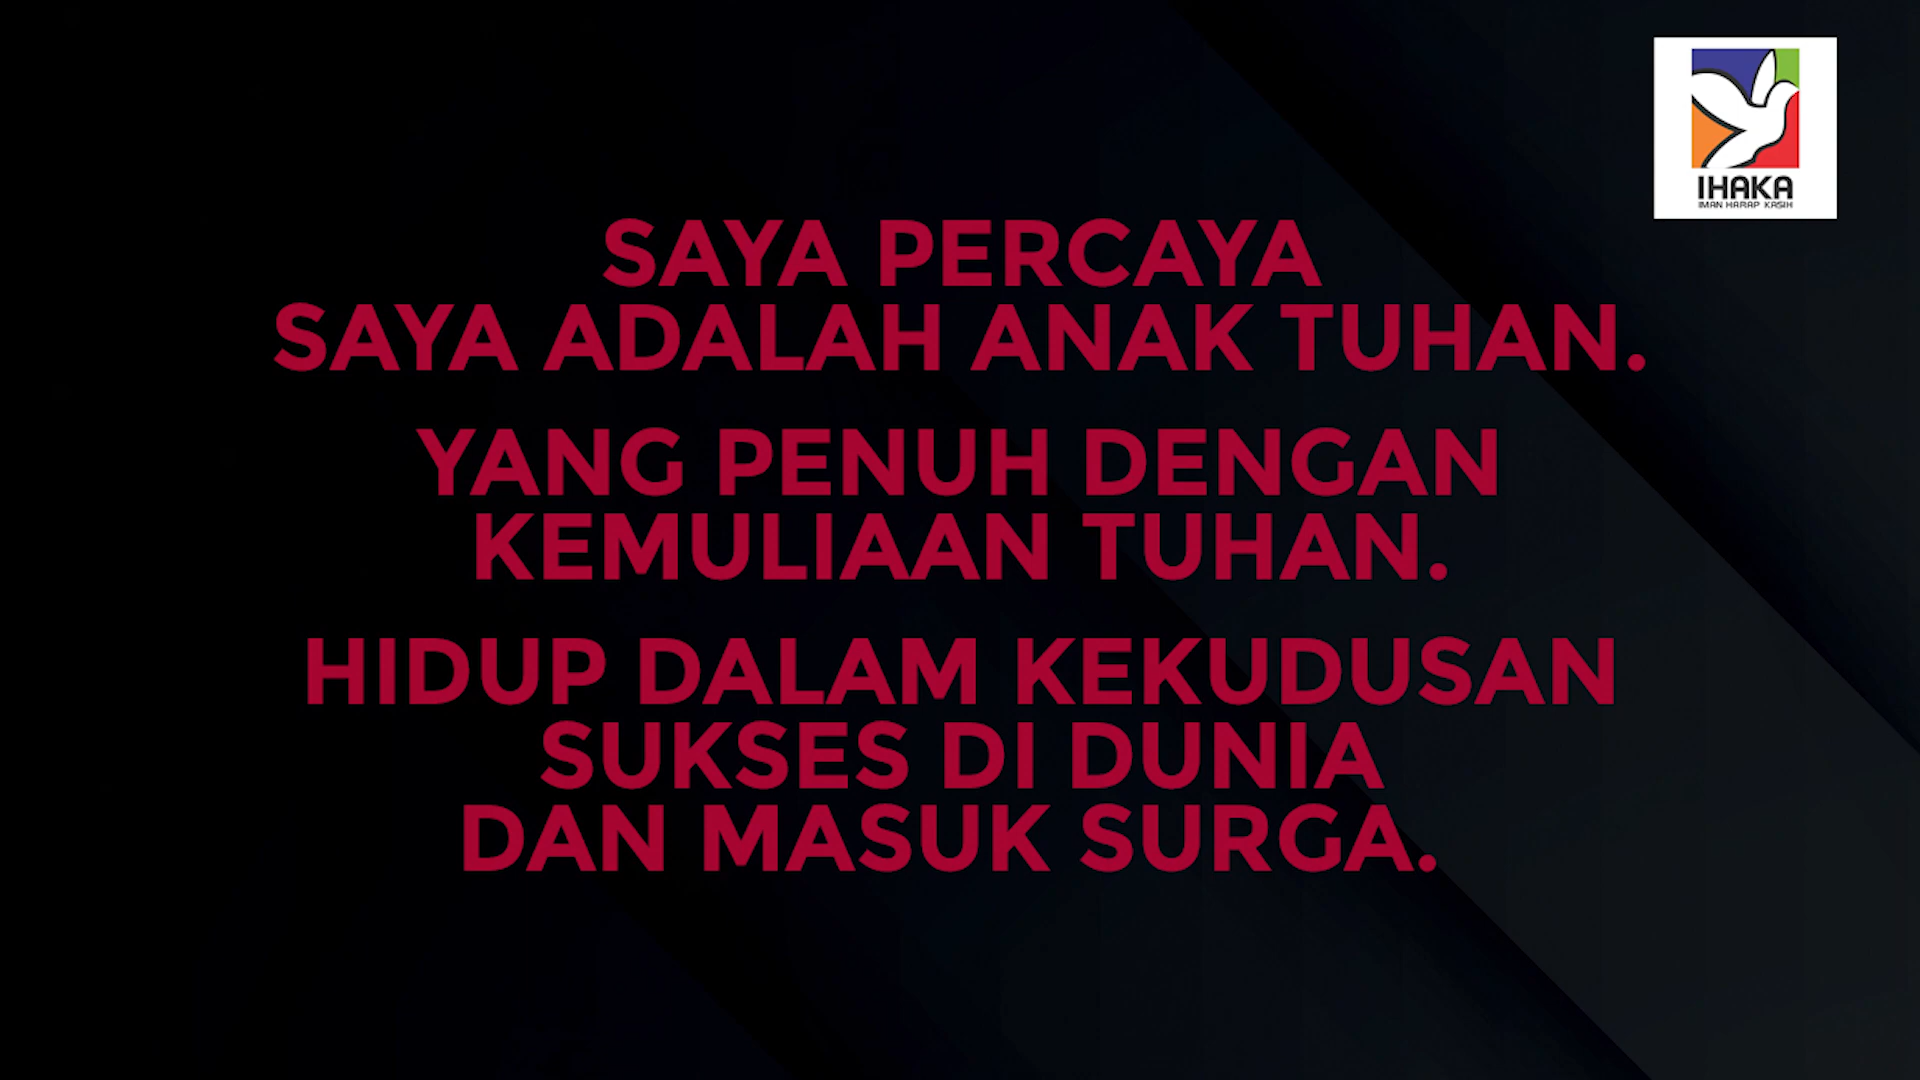 IHAKA
IMAN HARAP KASIH
SAYA PERCAYA
SAYA ADALAH ANAK TUHAN.
YANG PENUH DENGAN
KEMULIAAN TUHAN.
HIDUP DALAM KEKUDUSAN
SUKSES DI DUNIA
DAN MASUK SURGA.